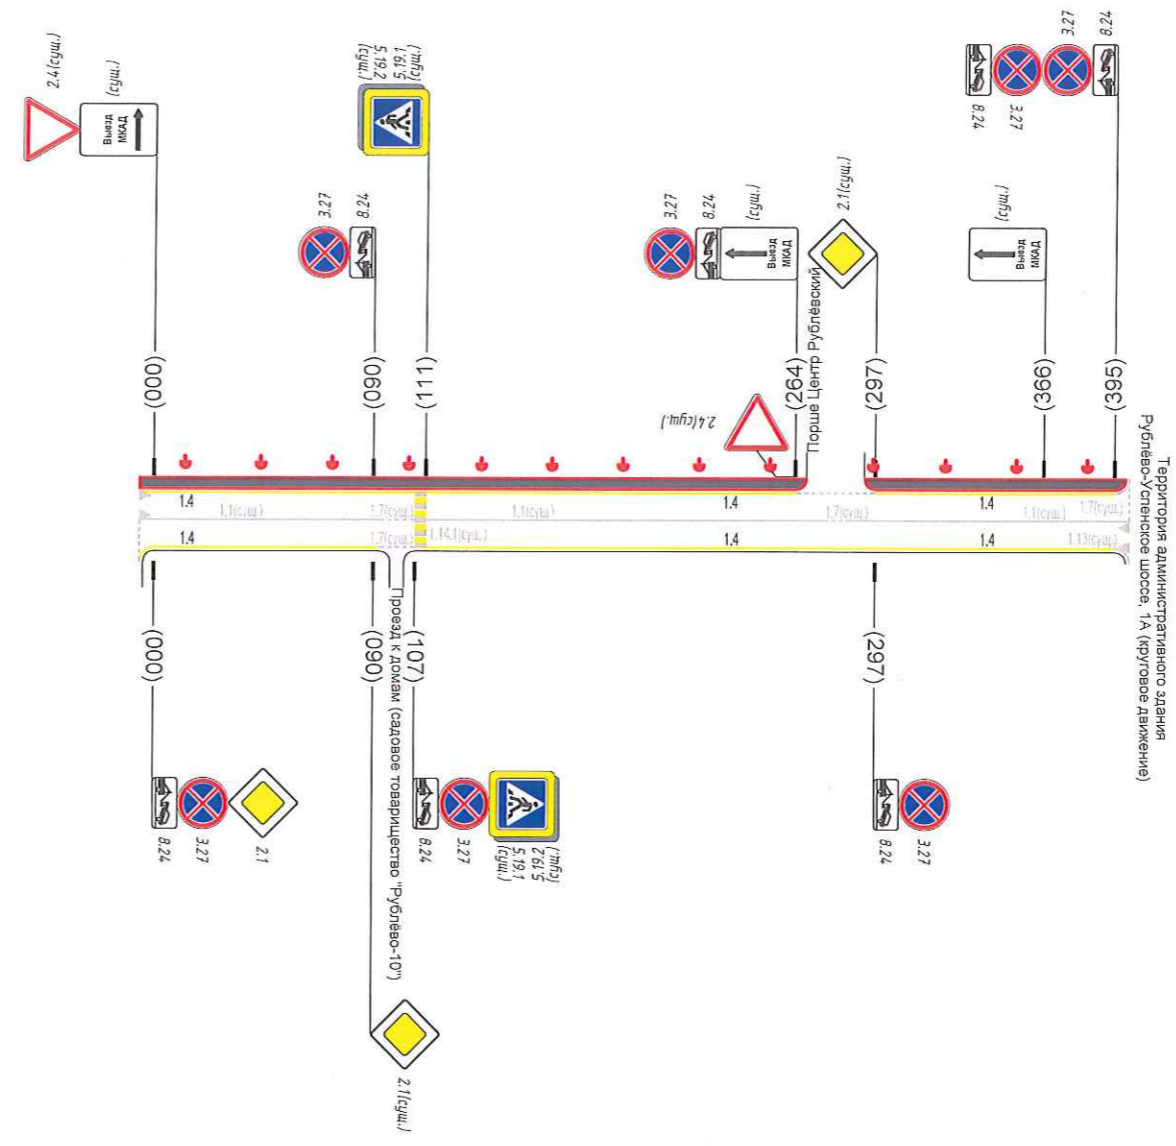 Территория административного здания
Рублёво-Успенское шоссе, 1А (круговое движение)
8.24
3.27
3.27
8.24
(сущ.)
Выезд
МКАД
(395)
(366)
2.1(сущ.)
(297)
Порше Центр Рублёвский
(сущ.)
Выезд
МКАД
8.24
3.27
(264)
2.4(сущ.)
5.19.1
(сущ.)
5.19.2
(сущ.)
(111)
8.24
3.27
(090)
(сущ.)
Выезд
МКАД
2.4(сущ.)
(000)
1.4
1.4
1.4
1.1(сущ.)
1.7(сущ.)
1.1(сущ.)
1.7(сущ.)
1.1(сущ.)
1.7(сущ.)
1.4
1.7(сущ.)
1.14.1(сущ.)
1.4
1.4
1.13(сущ.)
(000)
8.24
3.27
2.1
(090)
Проезд к домам (садовое товарищество "Рублёво-10")
2.1(сущ.)
(107)
8.24
3.27
5.19.1
(сущ.)
5.19.2
(сущ.)
(297)
8.24
3.27